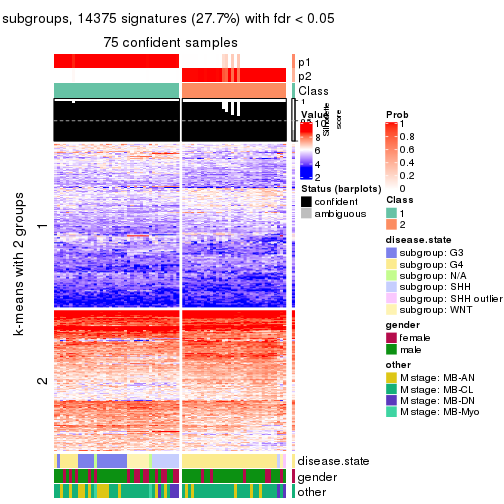 subgroups, 14375 signatures (27.7%) with fdr < 0.05
75 confident samples
p1
p2
Class
1
Silhouette
score
Value
10
8
6
4
2
Prob
1
0.8
0.6
0.4
0.2
0
Status (barplots)
confident
ambiguous
Class
1
2
disease.state
subgroup: G3
subgroup: G4
subgroup: N/A
subgroup: SHH
subgroup: SHH outlier
subgroup: WNT
gender
female
male
other
M stage: MB-AN
M stage: MB-CL
M stage: MB-DN
M stage: MB-Myo
k-means with 2 groups
1
2
disease.state
gender
other